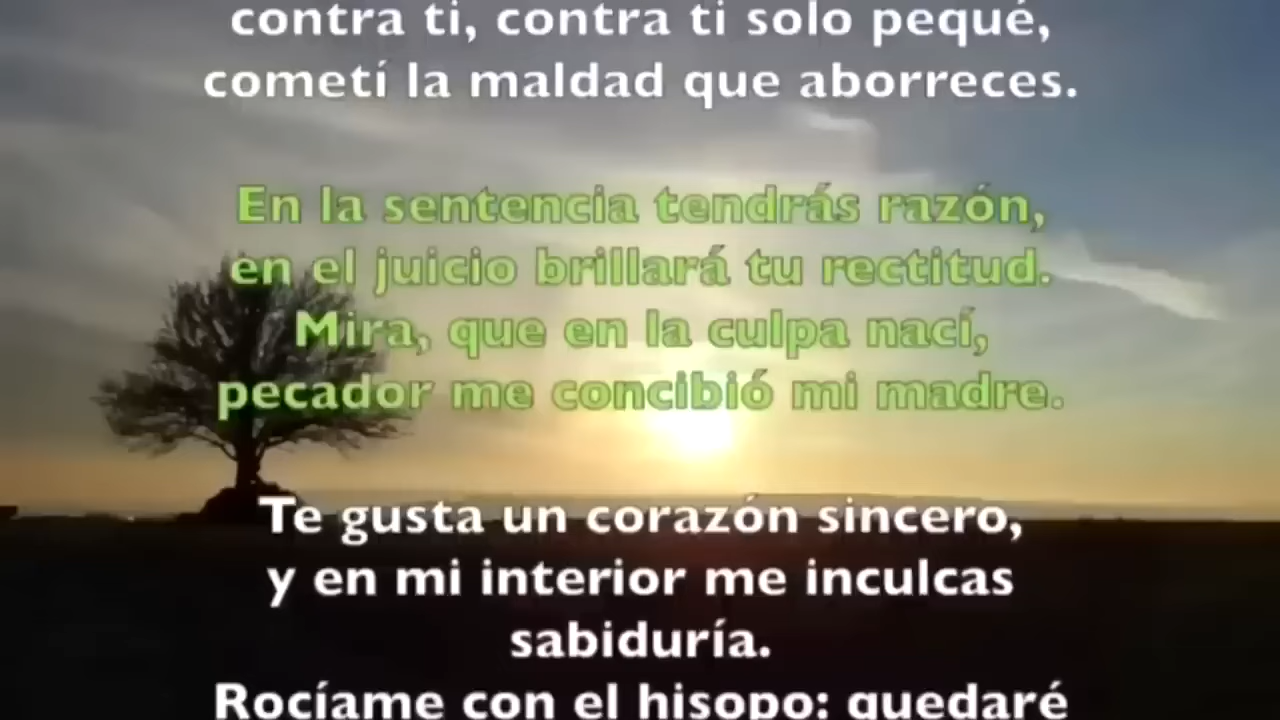 contra ti, contra ti solo pequé,
cometí la maldad que aborreces.
En la sentencia tendrás razón,
en el juicio brillará tu rectitud.
Mira, que en la culpa nací,
pecador me concibió mi madre.
Te gusta un corazón sincero,
y en mi interior me inculcas
sabiduría.
Rocíame con el hisopo: quedaré